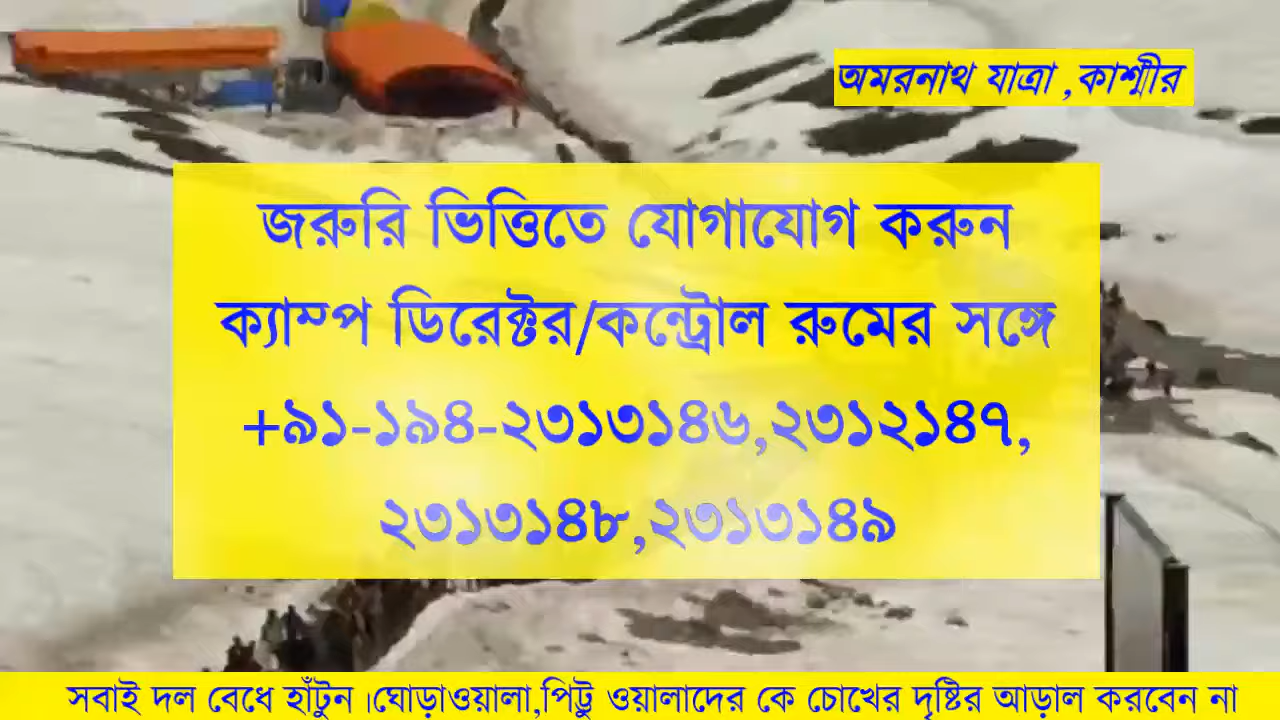 অমরনাথ যাত্রা ,কাশ্মীর
জরুরি ভিত্তিতে যোগাযোগ করুন
ক্যাম্প ডিরেক্টর/কন্ট্রোল রুমের সঙ্গে
+৯১-১৯৪-২৩১৩১৪৬,২৩১২১৪৭,
২৩১৩১৪৮,২৩১৩১৪৯
সবাই দল বেধে হাঁটুন।ঘোড়াওয়ালা,পিট্টু ওয়ালাদের কে চোখের দৃষ্টির আড়াল করবেন না